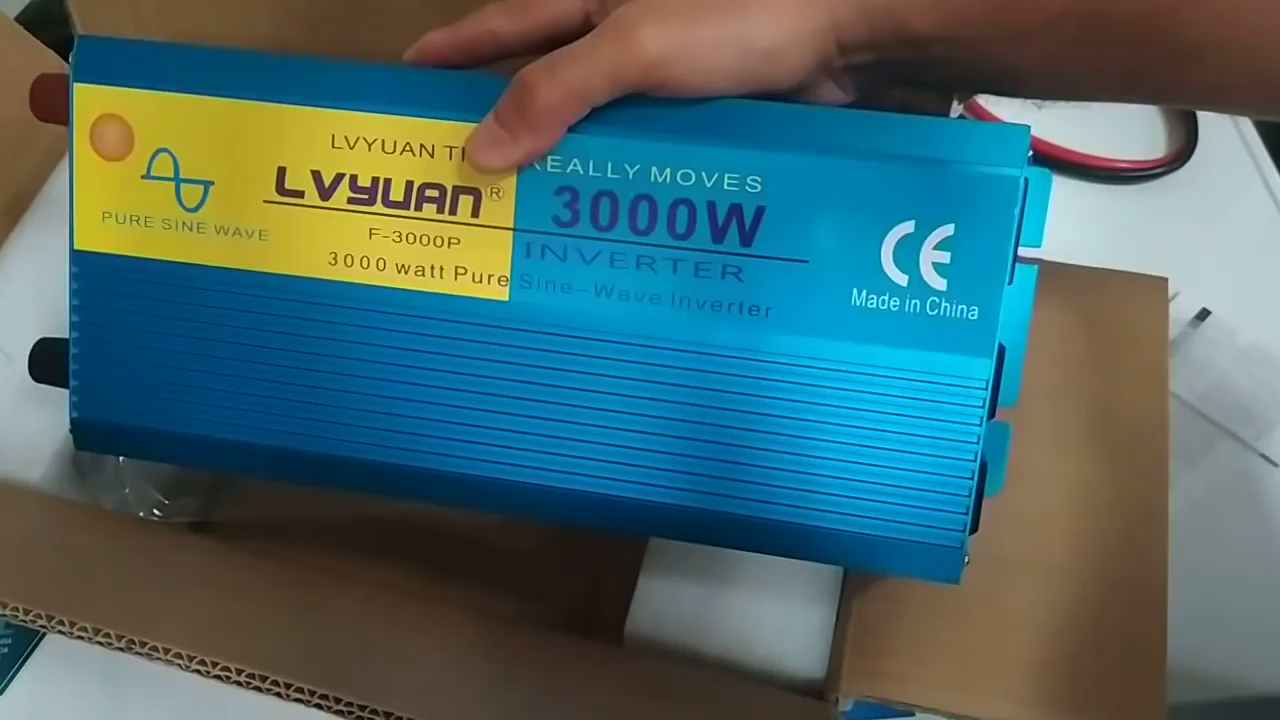 LVYUAN REALLY MOVES
LVYUAN®
3000W
PURE SINE WAVE
F-3000P
INVERTER
3000 watt Pure Sine-Wave Inverter
CE
Made in China